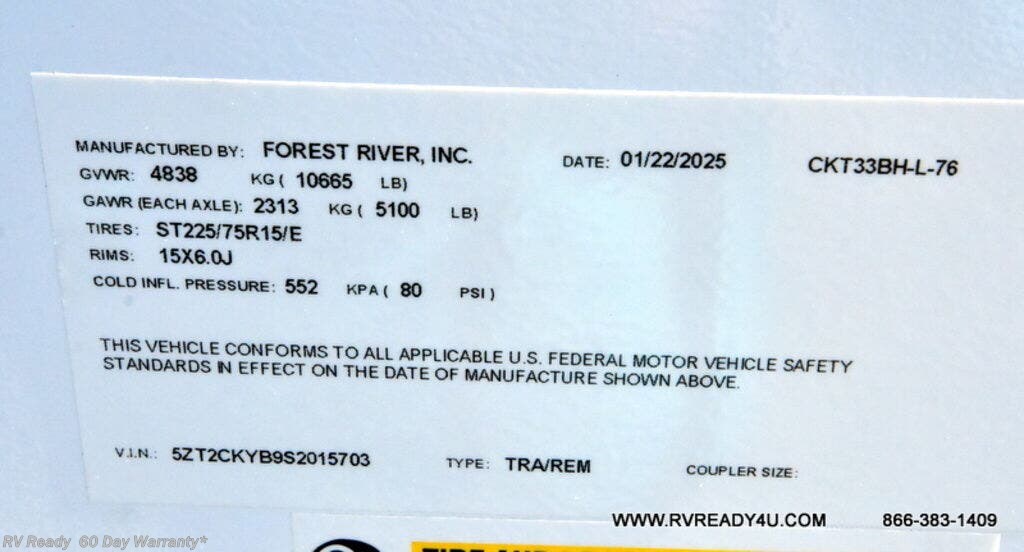 MANUFACTURED BY: FOREST RIVER, INC. DATE: 01/22/2025 CKT33BH-L-76
GVWR: 4838 KG ( 10665 LB)
GAWR (EACH AXLE): 2313 KG ( 5100 LB)
TIRES: ST225/75R15/E
RIMS: 15X6.0J
COLD INFL. PRESSURE: 552 KPA ( 80 PSI )
THIS VEHICLE CONFORMS TO ALL APPLICABLE U.S. FEDERAL MOTOR VEHICLE SAFETY
STANDARDS IN EFFECT ON THE DATE OF MANUFACTURE SHOWN ABOVE.
V.I.N.: 5ZT2CKYB9S2015703 TYPE: TRA/REM COUPLER SIZE:
WWW.RVREADY4U.COM 866-383-1409
RV Ready 60 Day Warranty*